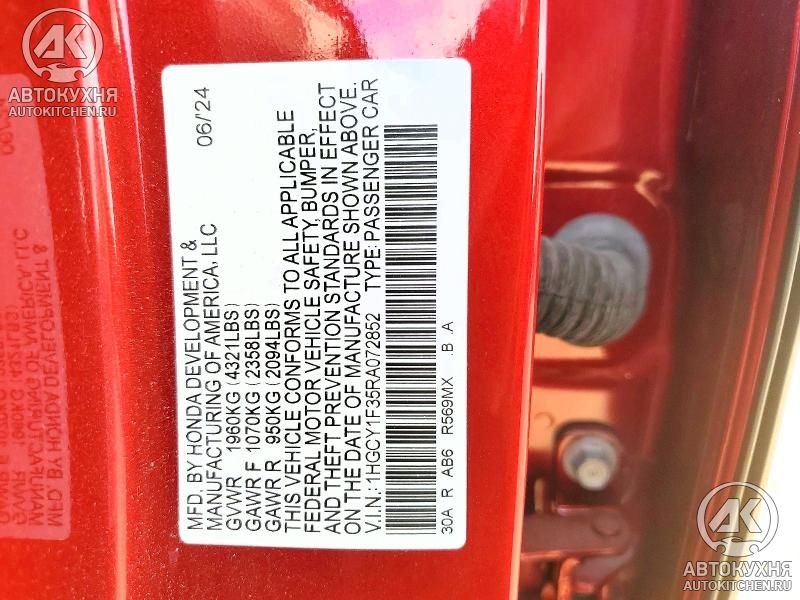 AK
АВТОКУХНЯ
AUTOKITCHEN.RU
MFD. BY HONDA DEVELOPMENT &
MANUFACTURING OF AMERICA, LLC
06/24
GVWR 1960KG (4321LBS)
GAWR F 1070KG (2358LBS)
GAWR R 950KG (2094LBS)
THIS VEHICLE CONFORMS TO ALL APPLICABLE
FEDERAL MOTOR VEHICLE SAFETY, BUMPER,
AND THEFT PREVENTION STANDARDS IN EFFECT
ON THE DATE OF MANUFACTURE SHOWN ABOVE.
V.I.N.: 1HGCY1F35RA072852 TYPE: PASSENGER CAR
30A R AB6 R569MX .B .A
AK
АВТОКУХНЯ
AUTOKITCHEN.RU